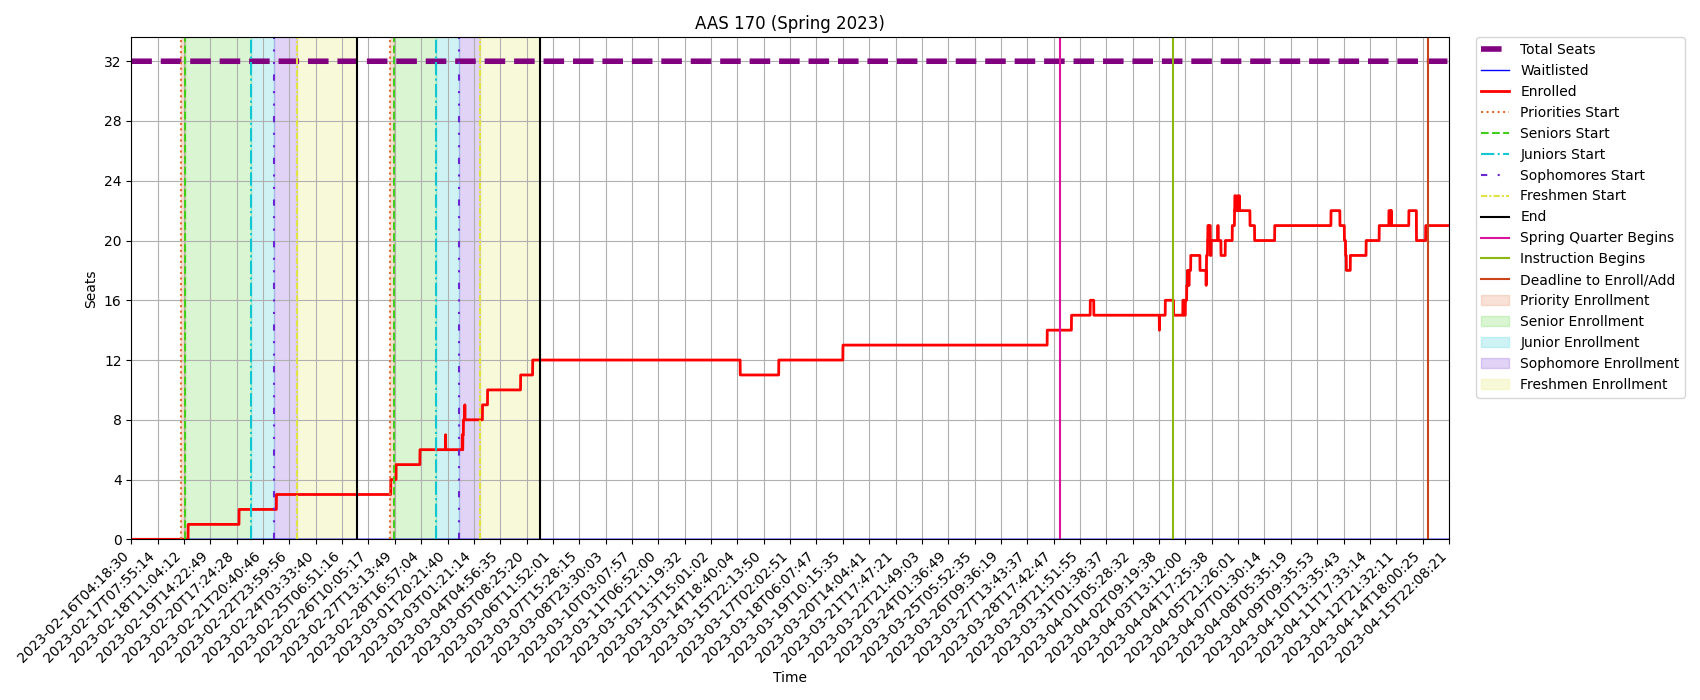 AAS 170 (Spring 2023)
Seats
32
28
24
20
16
12
8
4
0
2023-02-16T04:18:30
2023-02-17T07:55:14
2023-02-18T11:04:12
2023-02-19T14:22:49
2023-02-20T17:24:28
2023-02-21T20:40:46
2023-02-22T23:59:56
2023-02-24T03:33:40
2023-02-25T06:51:16
2023-02-26T10:05:17
2023-02-27T13:13:49
2023-02-28T16:57:04
2023-03-01T20:21:40
2023-03-03T01:21:14
2023-03-04T04:56:35
2023-03-05T08:25:20
2023-03-06T11:52:01
2023-03-07T15:28:15
2023-03-08T23:30:03
2023-03-10T03:07:57
2023-03-11T06:52:00
2023-03-12T11:19:32
2023-03-13T15:01:02
2023-03-14T18:40:04
2023-03-15T22:13:50
2023-03-17T02:02:51
2023-03-18T06:07:47
2023-03-19T10:15:35
2023-03-20T14:04:41
2023-03-21T17:47:21
2023-03-22T21:49:03
2023-03-24T01:36:49
2023-03-25T05:52:35
2023-03-26T09:36:19
2023-03-27T13:43:37
2023-03-28T17:42:47
2023-03-29T21:51:55
2023-03-31T01:38:37
2023-04-01T05:28:32
2023-04-02T09:19:38
2023-04-03T13:12:00
2023-04-04T17:25:38
2023-04-05T21:26:01
2023-04-07T01:30:14
2023-04-08T05:35:19
2023-04-09T09:35:53
2023-04-10T13:35:43
2023-04-11T17:33:14
2023-04-12T21:32:11
2023-04-14T18:00:25
2023-04-15T22:08:21
Time
Total Seats
Waitlisted
Enrolled
Priorities Start
Seniors Start
Juniors Start
Sophomores Start
Freshmen Start
End
Spring Quarter Begins
Instruction Begins
Deadline to Enroll/Add
Priority Enrollment
Senior Enrollment
Junior Enrollment
Sophomore Enrollment
Freshmen Enrollment